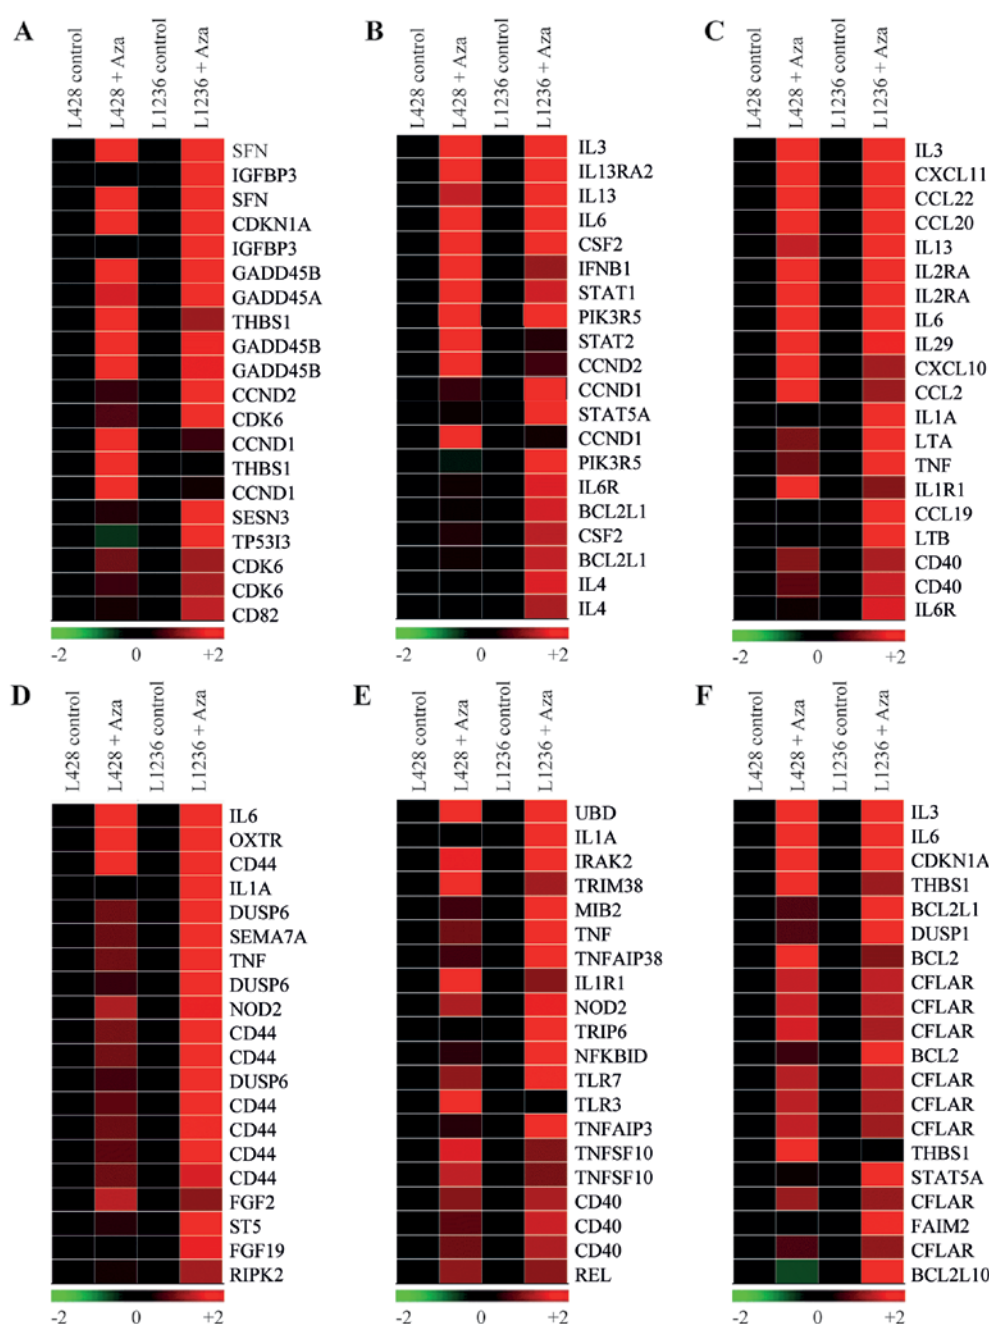 A
L428 control
L428 + Aza
L1236 control
L1236 + Aza
SFN
IGFBP3
SFN
CDKN1A
IGFBP3
GADD45B
GADD45A
THBS1
GADD45B
GADD45B
CCND2
CDK6
CCND1
THBS1
CCND1
SESN3
TP53I3
CDK6
CDK6
CD82
-2 0 +2
B
L428 control
L428 + Aza
L1236 control
L1236 + Aza
IL3
IL13RA2
IL13
IL6
CSF2
IFNB1
STAT1
PIK3R5
STAT2
CCND2
CCND1
STAT5A
CCND1
PIK3R5
IL6R
BCL2L1
CSF2
BCL2L1
IL4
IL4
-2 0 +2
C
L428 control
L428 + Aza
L1236 control
L1236 + Aza
IL3
CXCL11
CCL22
CCL20
IL13
IL2RA
IL2RA
IL6
IL29
CXCL10
CCL2
IL1A
LTA
TNF
IL1R1
CCL19
LTB
CD40
CD40
IL6R
-2 0 +2
D
L428 control
L428 + Aza
L1236 control
L1236 + Aza
IL6
OXTR
CD44
IL1A
DUSP6
SEMA7A
TNF
DUSP6
NOD2
CD44
CD44
DUSP6
CD44
CD44
CD44
CD44
FGF2
ST5
FGF19
RIPK2
-2 0 +2
E
L428 control
L428 + Aza
L1236 control
L1236 + Aza
UBD
IL1A
IRAK2
TRIM38
MIB2
TNF
TNFAIP38
IL1R1
NOD2
TRIP6
NFKBID
TLR7
TLR3
TNFAIP3
TNFSF10
TNFSF10
CD40
CD40
CD40
REL
-2 0 +2
F
L428 control
L428 + Aza
L1236 control
L1236 + Aza
IL3
IL6
CDKN1A
THBS1
BCL2L1
DUSP1
BCL2
CFLAR
CFLAR
CFLAR
BCL2
CFLAR
CFLAR
CFLAR
THBS1
STAT5A
CFLAR
FAIM2
CFLAR
BCL2L10
-2 0 +2